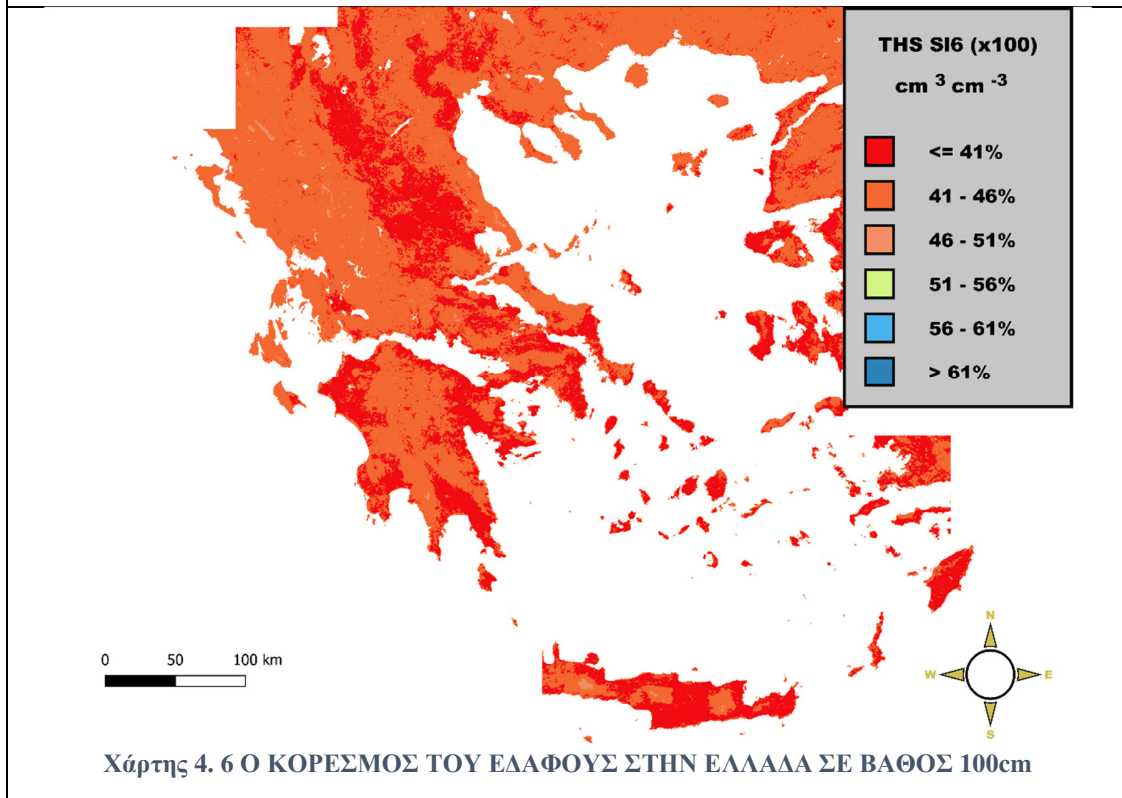 THS SI6 (x100)
cm 3 cm -3
<= 41%
41 - 46%
46 - 51%
51 - 56%
56 - 61%
> 61%
0 50 100 km
N
W E
S
Χάρτης 4. 6 Ο ΚΟΡΕΣΜΟΣ ΤΟΥ ΕΔΑΦΟΥΣ ΣΤΗΝ ΕΛΛΑΔΑ ΣΕ ΒΑΘΟΣ 100cm